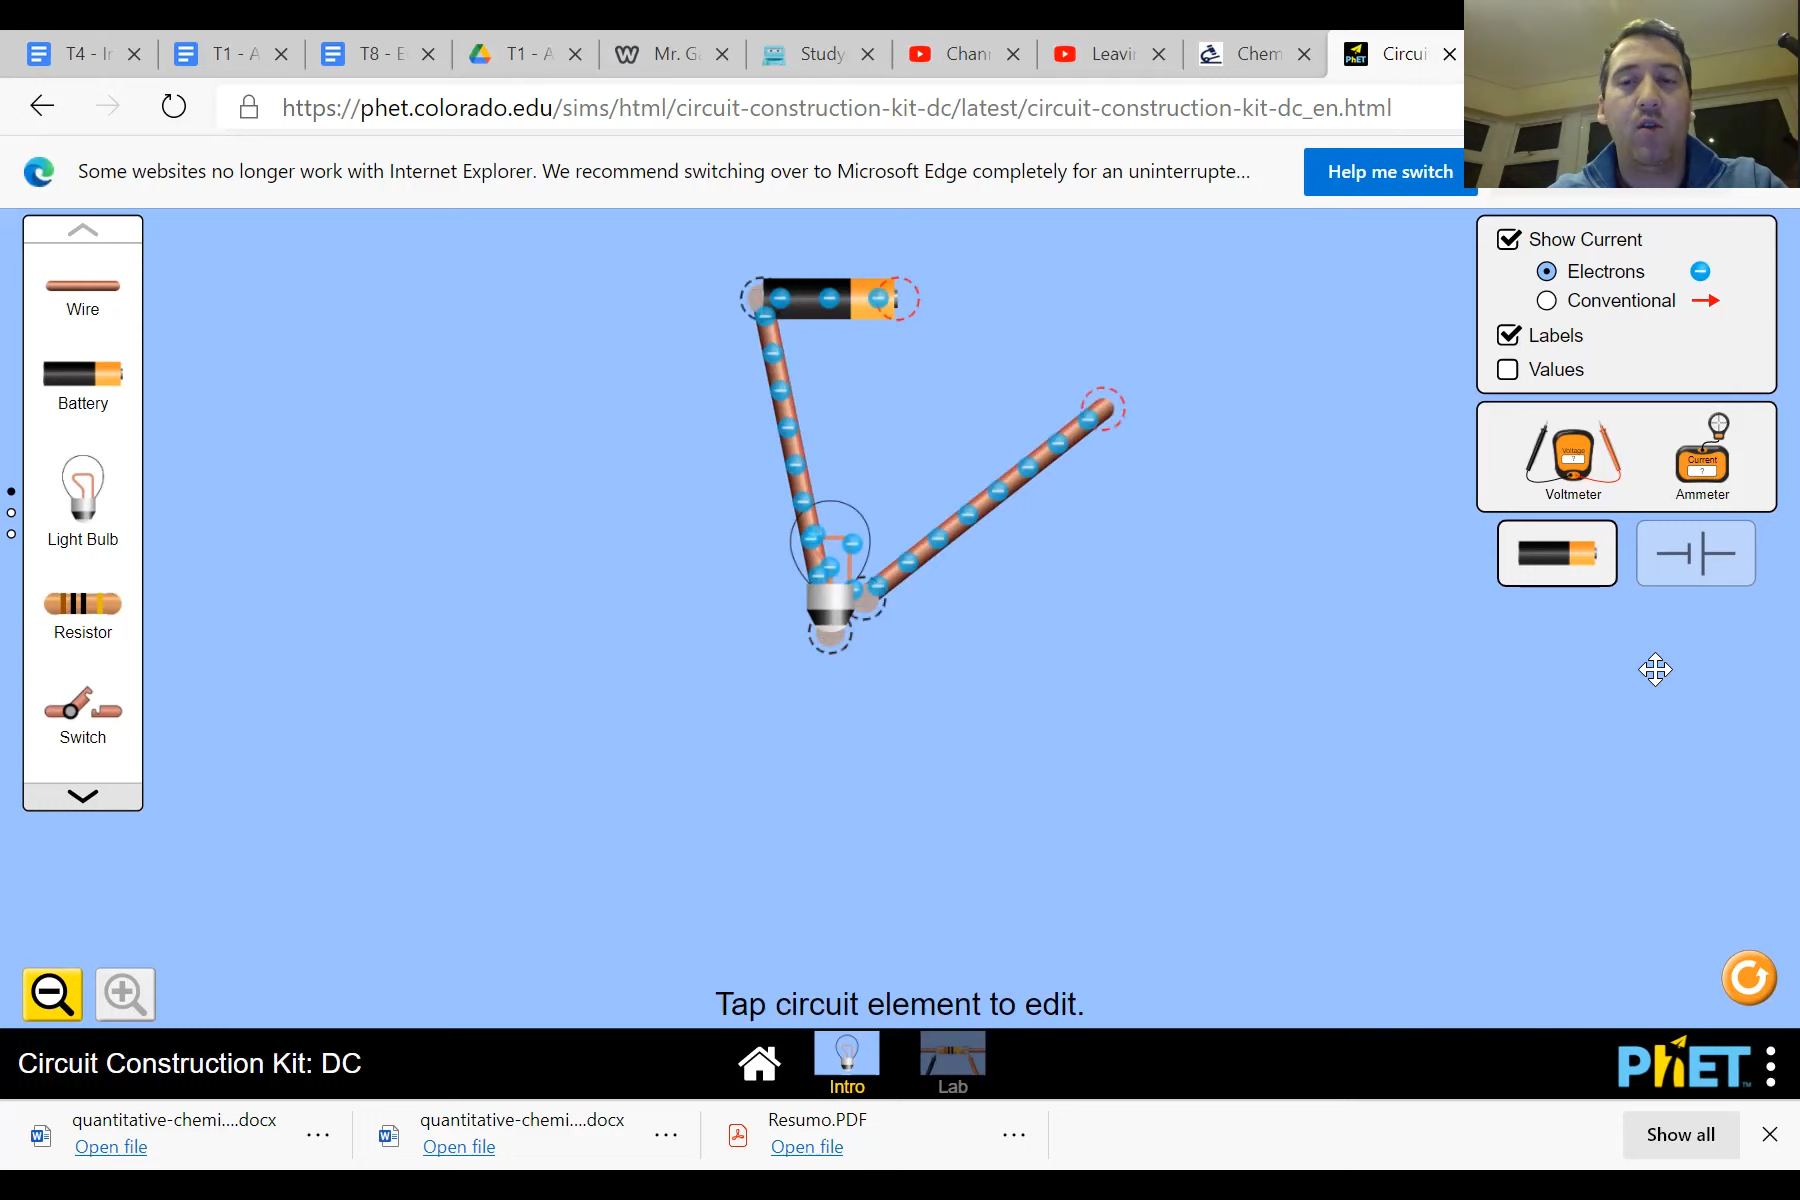 T4 - Ir
T1 - A
T8 - E
T1 - A
Mr. G
Study
Chan
Leavir
Chem
Circui
https://phet.colorado.edu/sims/html/circuit-construction-kit-dc/latest/circuit-construction-kit-dc_en.html
Some websites no longer work with Internet Explorer. We recommend switching over to Microsoft Edge completely for an uninterrupte...
Help me switch
Wire
Battery
Light Bulb
Resistor
Switch
Show Current
Electrons
Conventional
Labels
Values
Voltage
?
Voltmeter
Current
?
Ammeter
Tap circuit element to edit.
Circuit Construction Kit: DC
Intro
Lab
PhET
quantitative-chemi....docx
Open file
quantitative-chemi....docx
Open file
Resumo.PDF
Open file
Show all